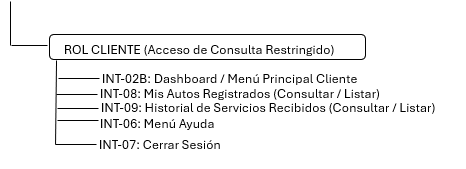 ROL CLIENTE (Acceso de Consulta Restringido)
INT-02B: Dashboard / Menú Principal Cliente
INT-08: Mis Autos Registrados (Consultar / Listar)
INT-09: Historial de Servicios Recibidos (Consultar / Listar)
INT-06: Menú Ayuda
INT-07: Cerrar Sesión